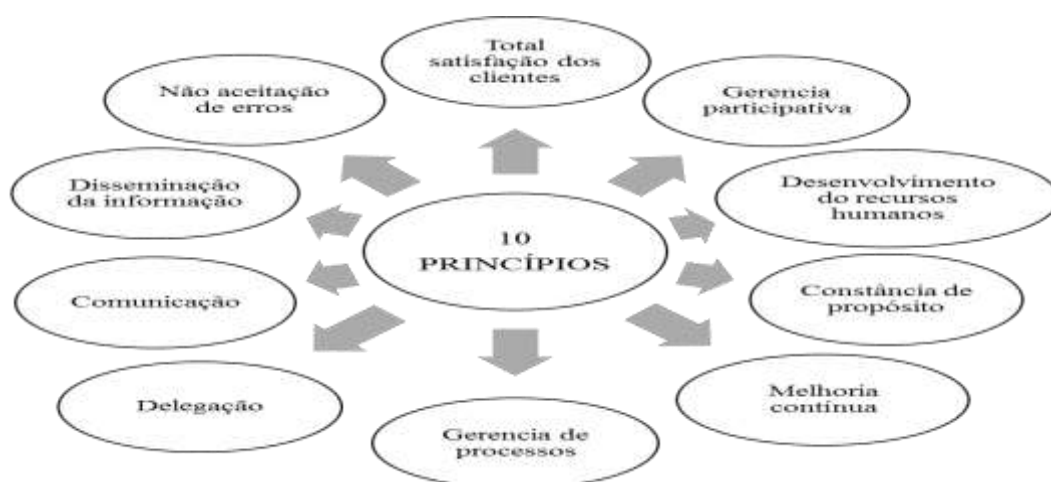 Total
satisfação dos
clientes
Gerencia
participativa
Desenvolvimento
do recursos
humanos
Constância de
propósito
Melhoria
contínua
Gerencia de
processos
Delegação
Comunicação
Disseminação
da informação
Não aceitação
de erros
10
PRINCÍPIOS